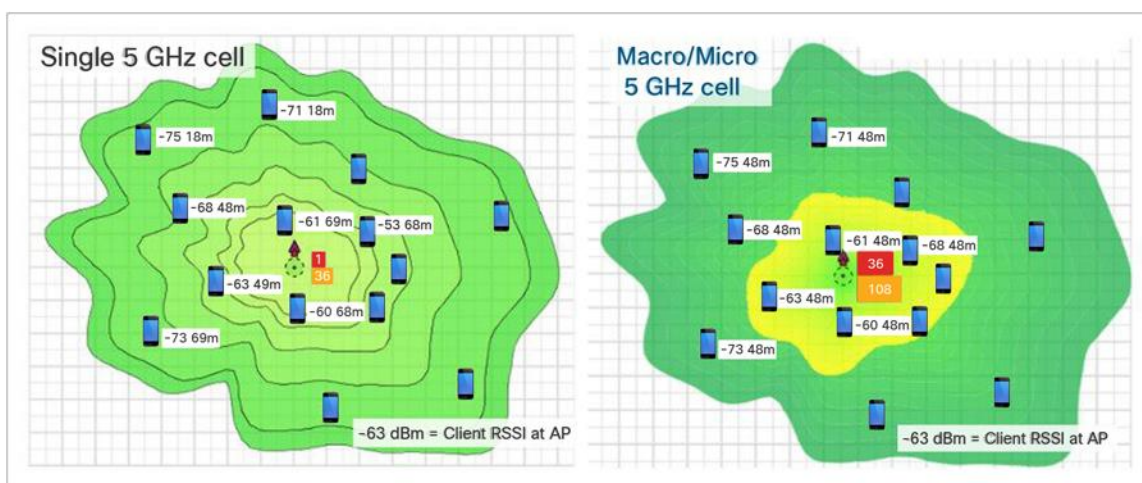 Single 5 GHz cell
-71 18m
-75 18m
-68 48m
-61 69m
-53 68m
1
36
-63 49m
-60 68m
-73 69m
-63 dBm = Client RSSI at AP
Macro/Micro
5 GHz cell
-71 48m
-75 48m
-68 48m
-61 48m
-68 48m
36
108
-63 48m
-60 48m
-73 48m
-63 dBm = Client RSSI at AP